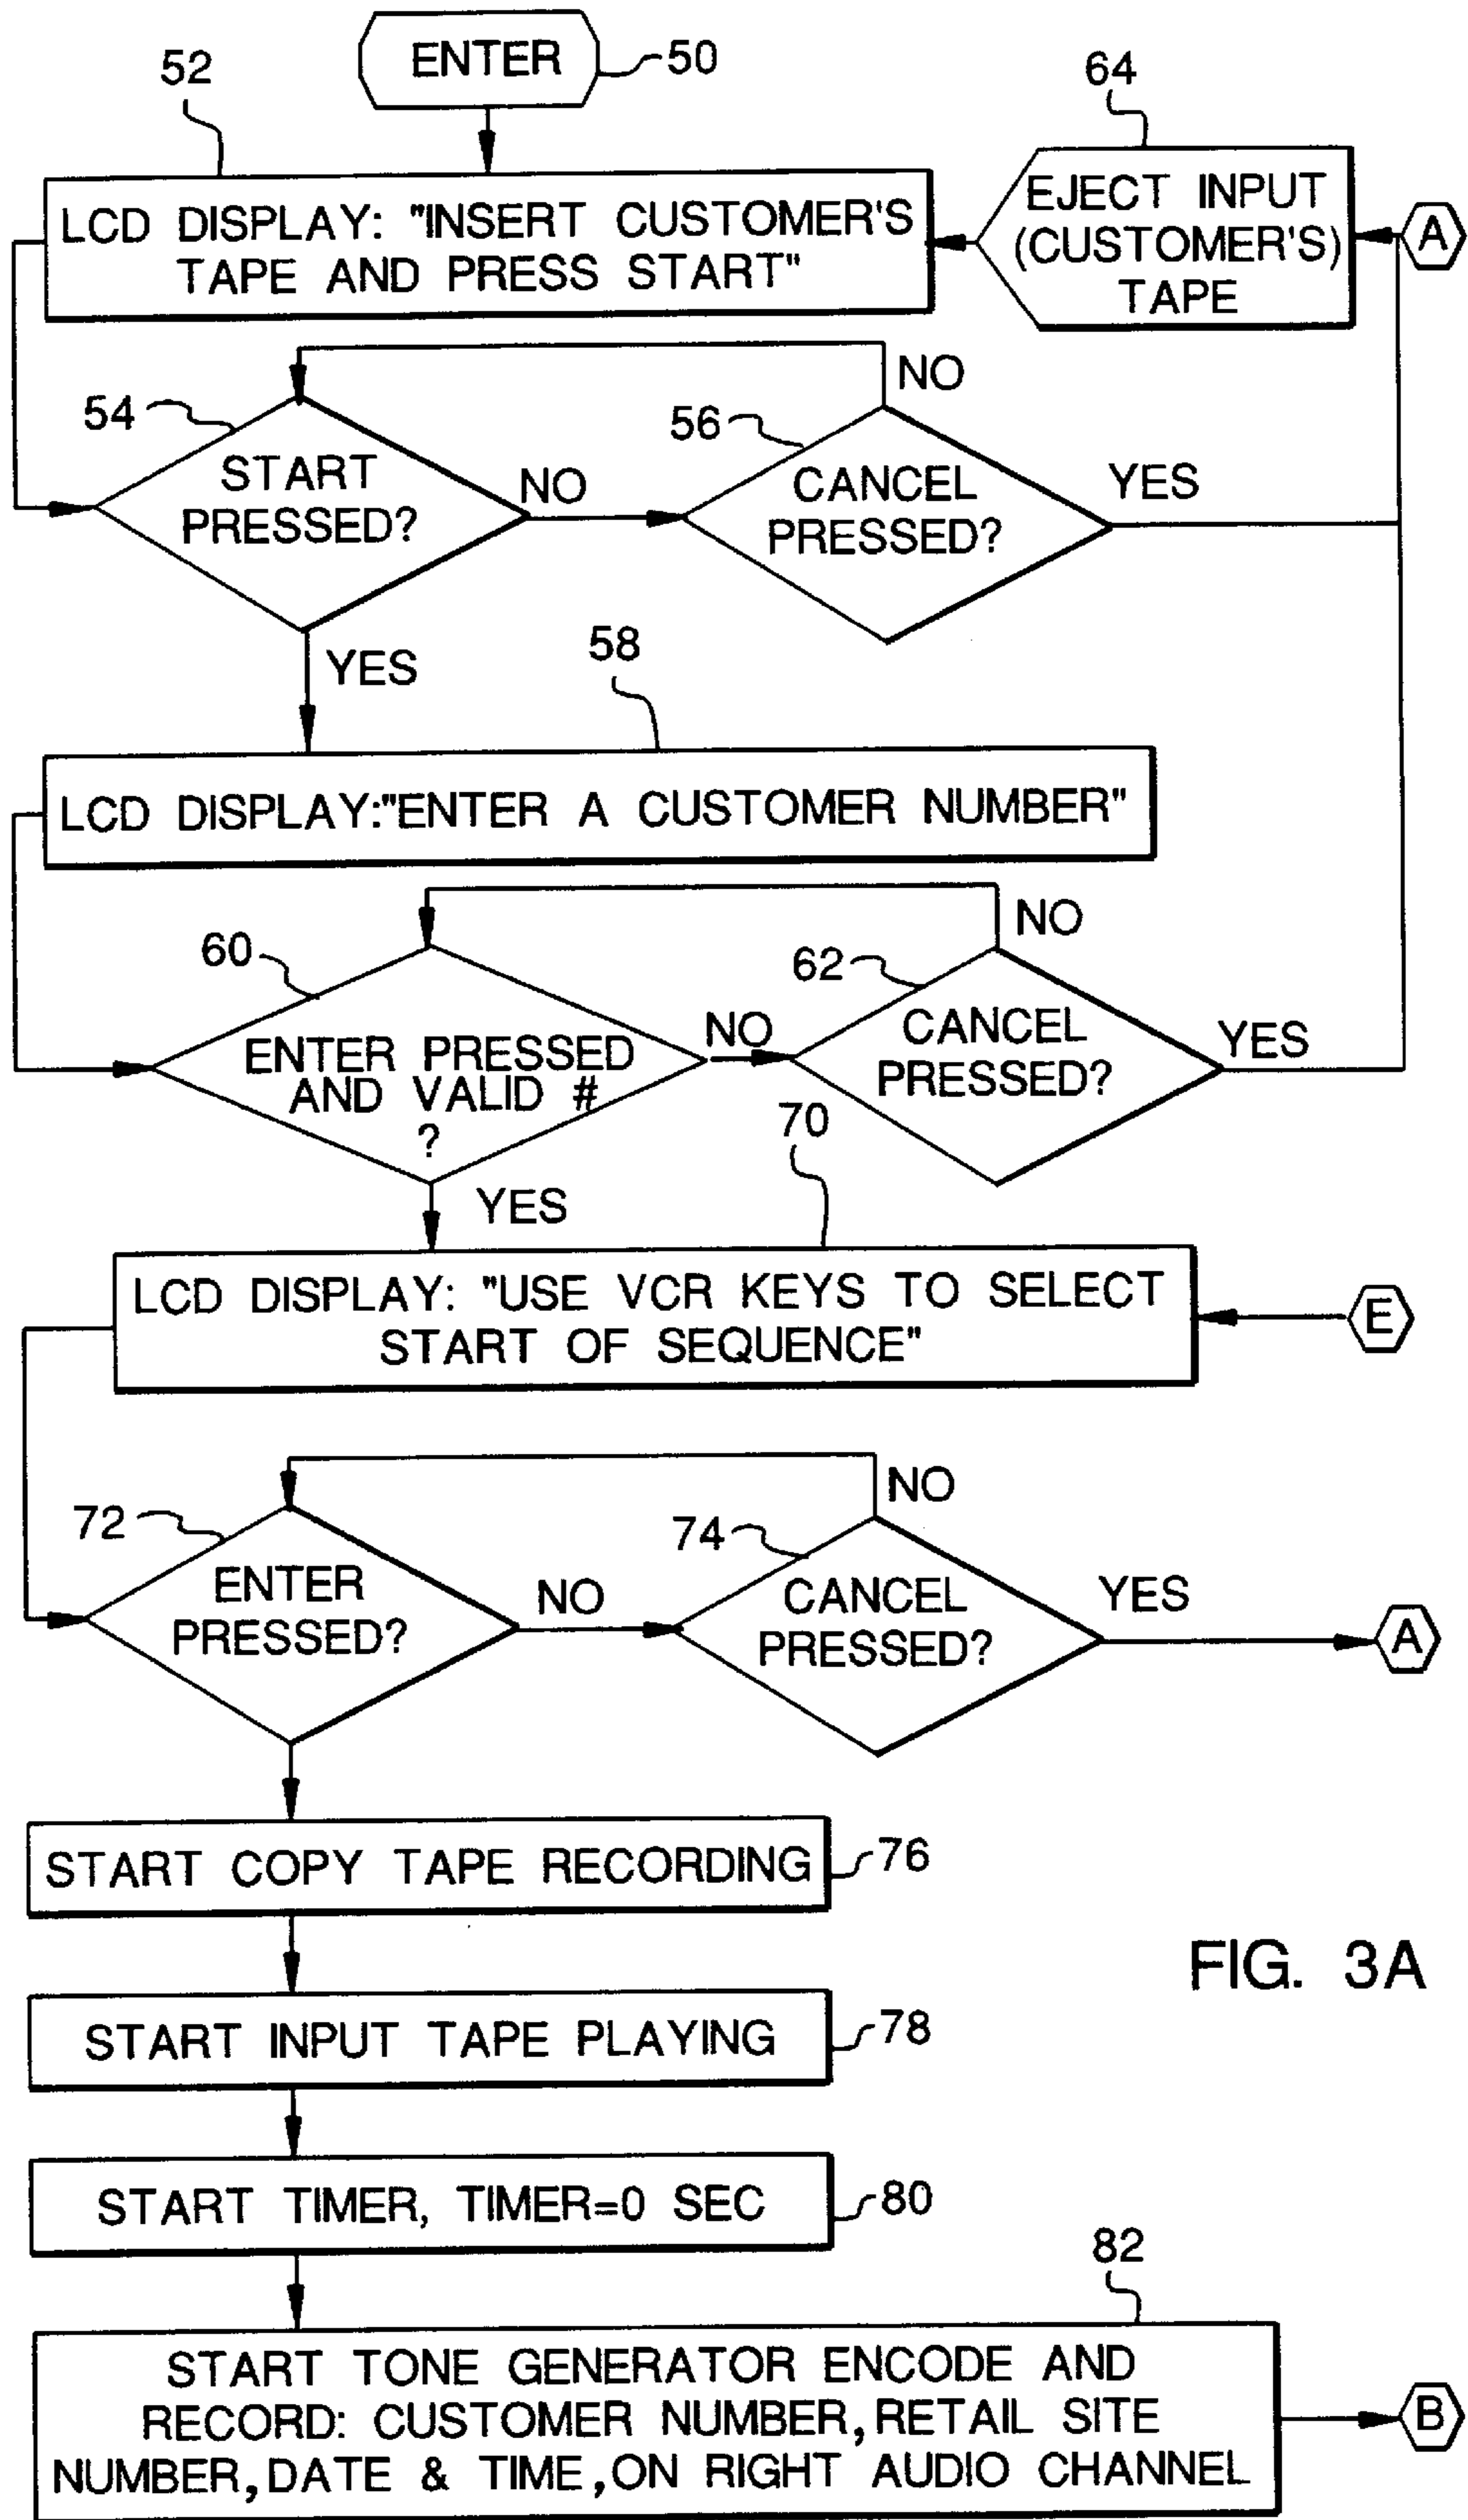 ENTER
50
52
64
LCD DISPLAY: "INSERT CUSTOMER'S
TAPE AND PRESS START"
EJECT INPUT
(CUSTOMER'S)
TAPE
A
NO
54
START
PRESSED?
NO
56
CANCEL
PRESSED?
YES
YES
58
LCD DISPLAY:"ENTER A CUSTOMER NUMBER"
NO
60
ENTER PRESSED
AND VALID #
?
NO
62
CANCEL
PRESSED?
YES
YES
70
LCD DISPLAY: "USE VCR KEYS TO SELECT
START OF SEQUENCE"
E
NO
72
ENTER
PRESSED?
NO
74
CANCEL
PRESSED?
YES
A
START COPY TAPE RECORDING
76
START INPUT TAPE PLAYING
78
FIG. 3A
START TIMER, TIMER=0 SEC
80
82
START TONE GENERATOR ENCODE AND
RECORD: CUSTOMER NUMBER, RETAIL SITE
NUMBER, DATE & TIME, ON RIGHT AUDIO CHANNEL
B